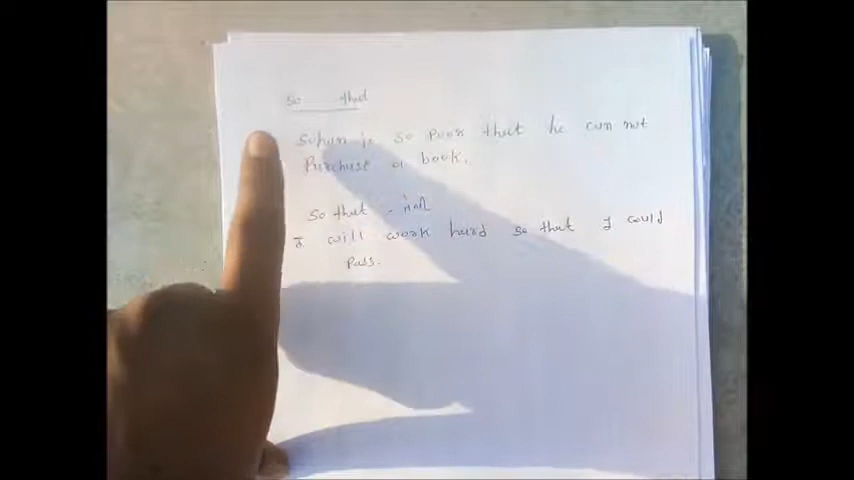 so that
Sohan is so poor that he can not
Purchase a book.
so that -
I will work hard so that I could
Pass.